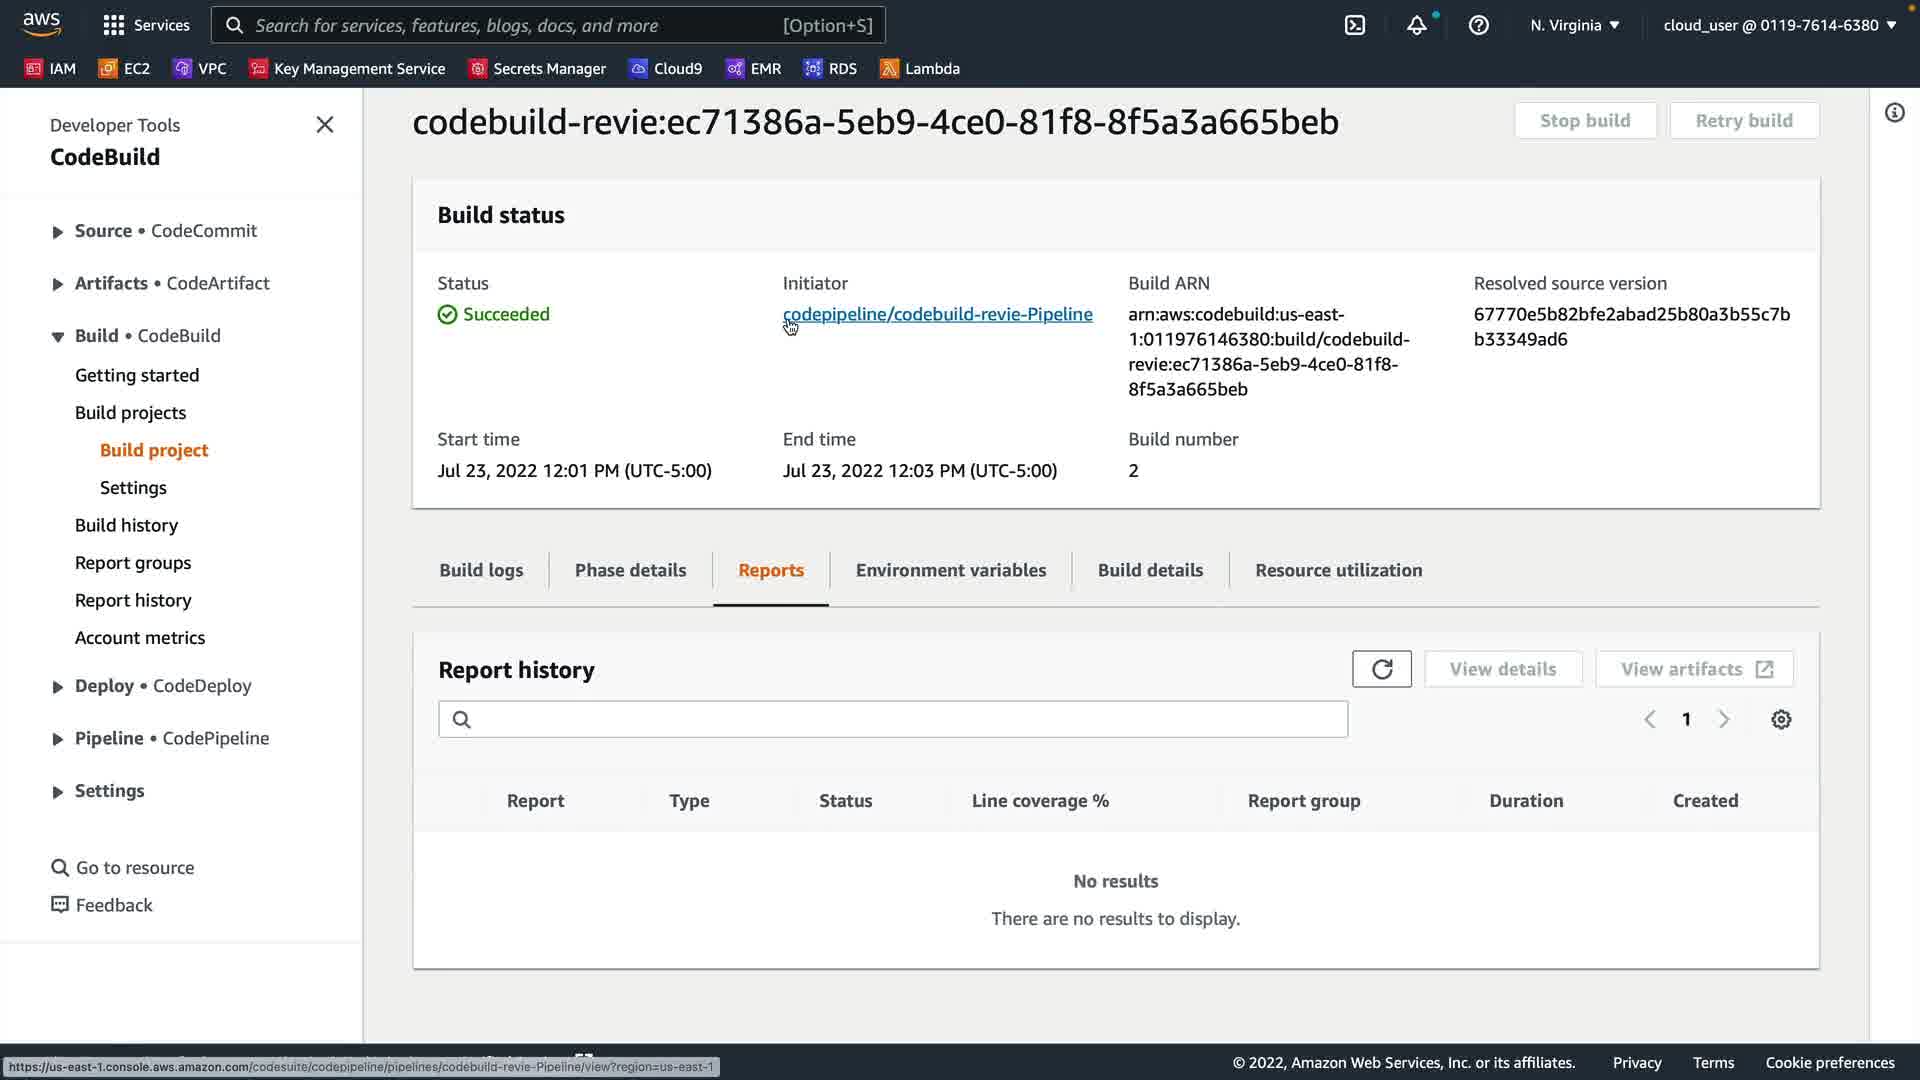 aws
Services
Search for services, features, blogs, docs, and more
[Option+S]
N. Virginia
cloud_user @ 0119-7614-6380
IAM
EC2
VPC
Key Management Service
Secrets Manager
Cloud9
EMR
RDS
Lambda
Developer Tools
CodeBuild
Source • CodeCommit
Artifacts • CodeArtifact
Build • CodeBuild
Getting started
Build projects
Build project
Settings
Build history
Report groups
Report history
Account metrics
Deploy • CodeDeploy
Pipeline • CodePipeline
Settings
Go to resource
Feedback
codebuild-revie:ec71386a-5eb9-4ce0-81f8-8f5a3a665beb
Stop build
Retry build
Build status
Status
Succeeded
Initiator
codepipeline/codebuild-revie-Pipeline
Build ARN
arn:aws:codebuild:us-east-
1:011976146380:build/codebuild-
revie:ec71386a-5eb9-4ce0-81f8-
8f5a3a665beb
Resolved source version
67770e5b82bfe2abad25b80a3b55c7b
b33349ad6
Start time
Jul 23, 2022 12:01 PM (UTC-5:00)
End time
Jul 23, 2022 12:03 PM (UTC-5:00)
Build number
2
Build logs
Phase details
Reports
Environment variables
Build details
Resource utilization
Report history
View details
View artifacts
1
Report
Type
Status
Line coverage %
Report group
Duration
Created
No results
There are no results to display.
https://us-east-1.console.aws.amazon.com/codesuite/codepipeline/pipelines/codebuild-revie-Pipeline/view?region=us-east-1
© 2022, Amazon Web Services, Inc. or its affiliates.
Privacy
Terms
Cookie preferences